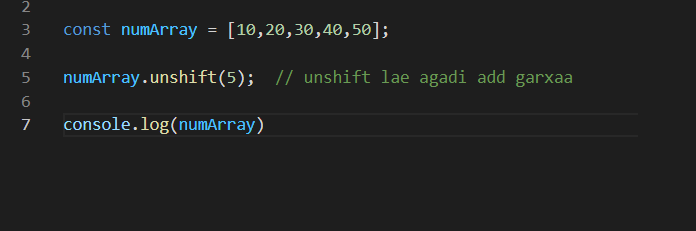 2
3 const numArray = [10,20,30,40,50];
4
5 numArray.unshift(5);  // unshift lae agadi add garxaa
6
7 console.log(numArray)